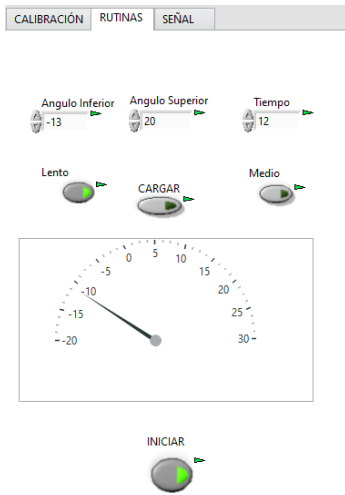 CALIBRACIÓN RUTINAS SEÑAL
Angulo Inferior Angulo Superior Tiempo
-13 20 12
Lento CARGAR Medio
-20 -15 -10 -5 0 5 10 15 20 25 30
INICIAR